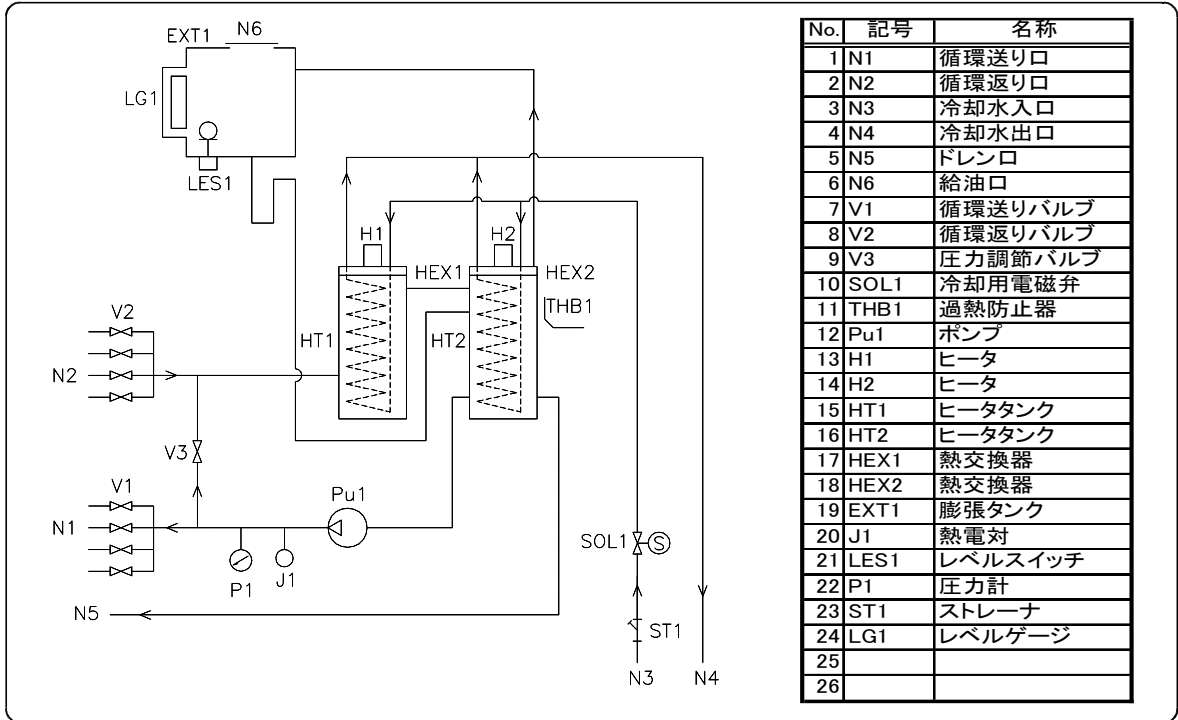 EXT1
N6
LG1
LES1
H1
H2
HEX1
HEX2
THB1
HT1
HT2
V2
N2
V3
V1
N1
Pu1
P1
J1
SOL1
S
N5
ST1
N3
N4
No. 記号 名称
1 N1 循環送り口
2 N2 循環返り口
3 N3 冷却水入口
4 N4 冷却水出口
5 N5 ドレン口
6 N6 給油口
7 V1 循環送りバルブ
8 V2 循環返りバルブ
9 V3 圧力調節バルブ
10 SOL1 冷却用電磁弁
11 THB1 過熱防止器
12 Pu1 ポンプ
13 H1 ヒータ
14 H2 ヒータ
15 HT1 ヒータタンク
16 HT2 ヒータタンク
17 HEX1 熱交換器
18 HEX2 熱交換器
19 EXT1 膨張タンク
20 J1 熱電対
21 LES1 レベルスイッチ
22 P1 圧力計
23 ST1 ストレーナ
24 LG1 レベルゲージ
25
26